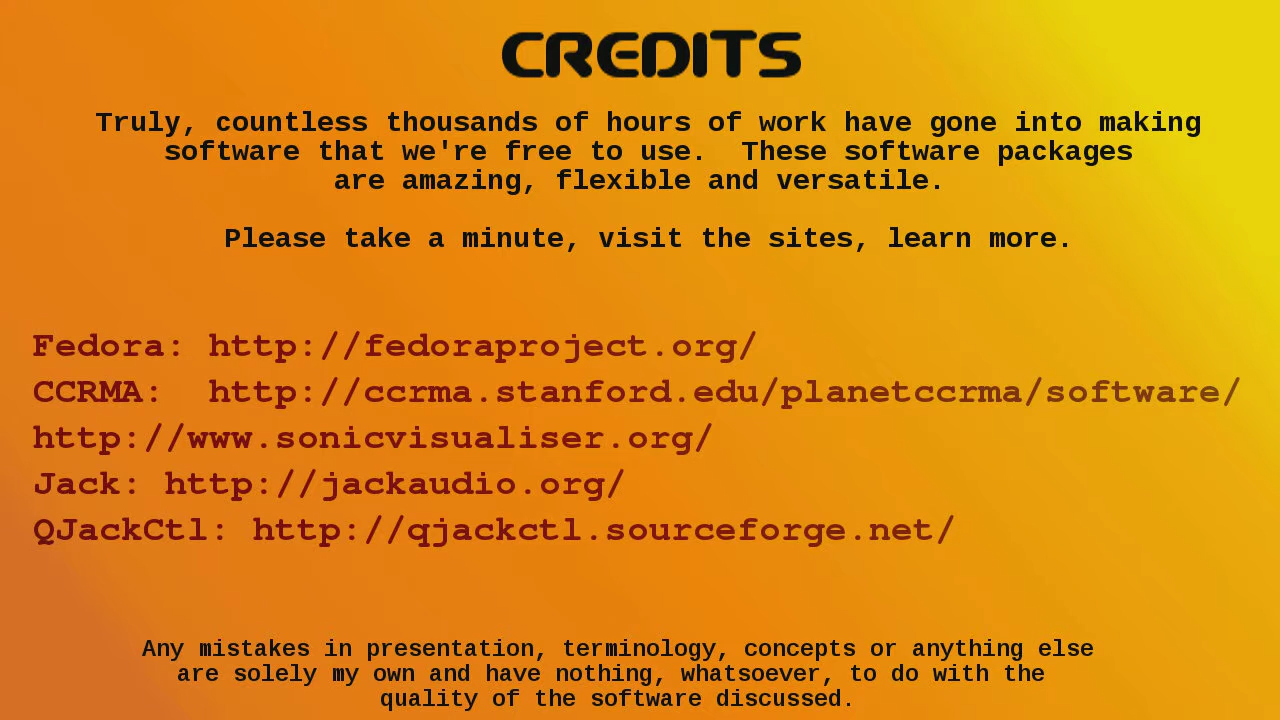 CREDITS
Truly, countless thousands of hours of work have gone into making
software that we're free to use.  These software packages
are amazing, flexible and versatile.
Please take a minute, visit the sites, learn more.
Fedora: http://fedoraproject.org/
CCRMA:  http://ccrma.stanford.edu/planetccrma/software/
http://www.sonicvisualiser.org/
Jack: http://jackaudio.org/
QJackCtl: http://qjackctl.sourceforge.net/
Any mistakes in presentation, terminology, concepts or anything else
are solely my own and have nothing, whatsoever, to do with the
quality of the software discussed.